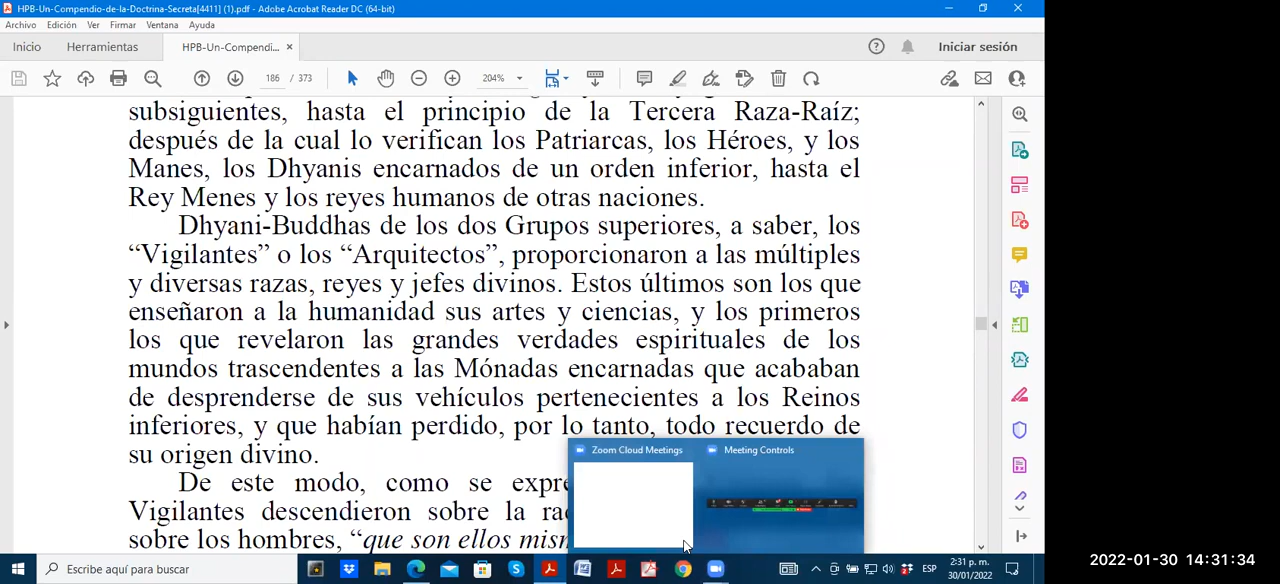 HPB-Un-Compendio-de-la-Doctrina-Secreta[4411] (1).pdf - Adobe Acrobat Reader DC (64-bit)
Archivo Edición Ver Firmar Ventana Ayuda
Inicio Herramientas HPB-Un-Compendi... × Iniciar sesión
186 / 373 204%
subsiguientes, hasta el principio de la Tercera Raza-Raíz;
después de la cual lo verifican los Patriarcas, los Héroes, y los
Manes, los Dhyanis encarnados de un orden inferior, hasta el
Rey Menes y los reyes humanos de otras naciones.
Dhyani-Buddhas de los dos Grupos superiores, a saber, los
“Vigilantes” o los “Arquitectos”, proporcionaron a las múltiples
y diversas razas, reyes y jefes divinos. Estos últimos son los que
enseñaron a la humanidad sus artes y ciencias, y los primeros
los que revelaron las grandes verdades espirituales de los
mundos trascendentes a las Mónadas encarnadas que acababan
de desprenderse de sus vehículos pertenecientes a los Reinos
inferiores, y que habían perdido, por lo tanto, todo recuerdo de
su origen divino.
Zoom Cloud Meetings Meeting Controls
De este modo, como se expre
Vigilantes descendieron sobre la
sobre los hombres, “que son ellos
Escribe aquí para buscar
ESP
2:31 p. m.
30/01/2022
2022-01-30 14:31:34